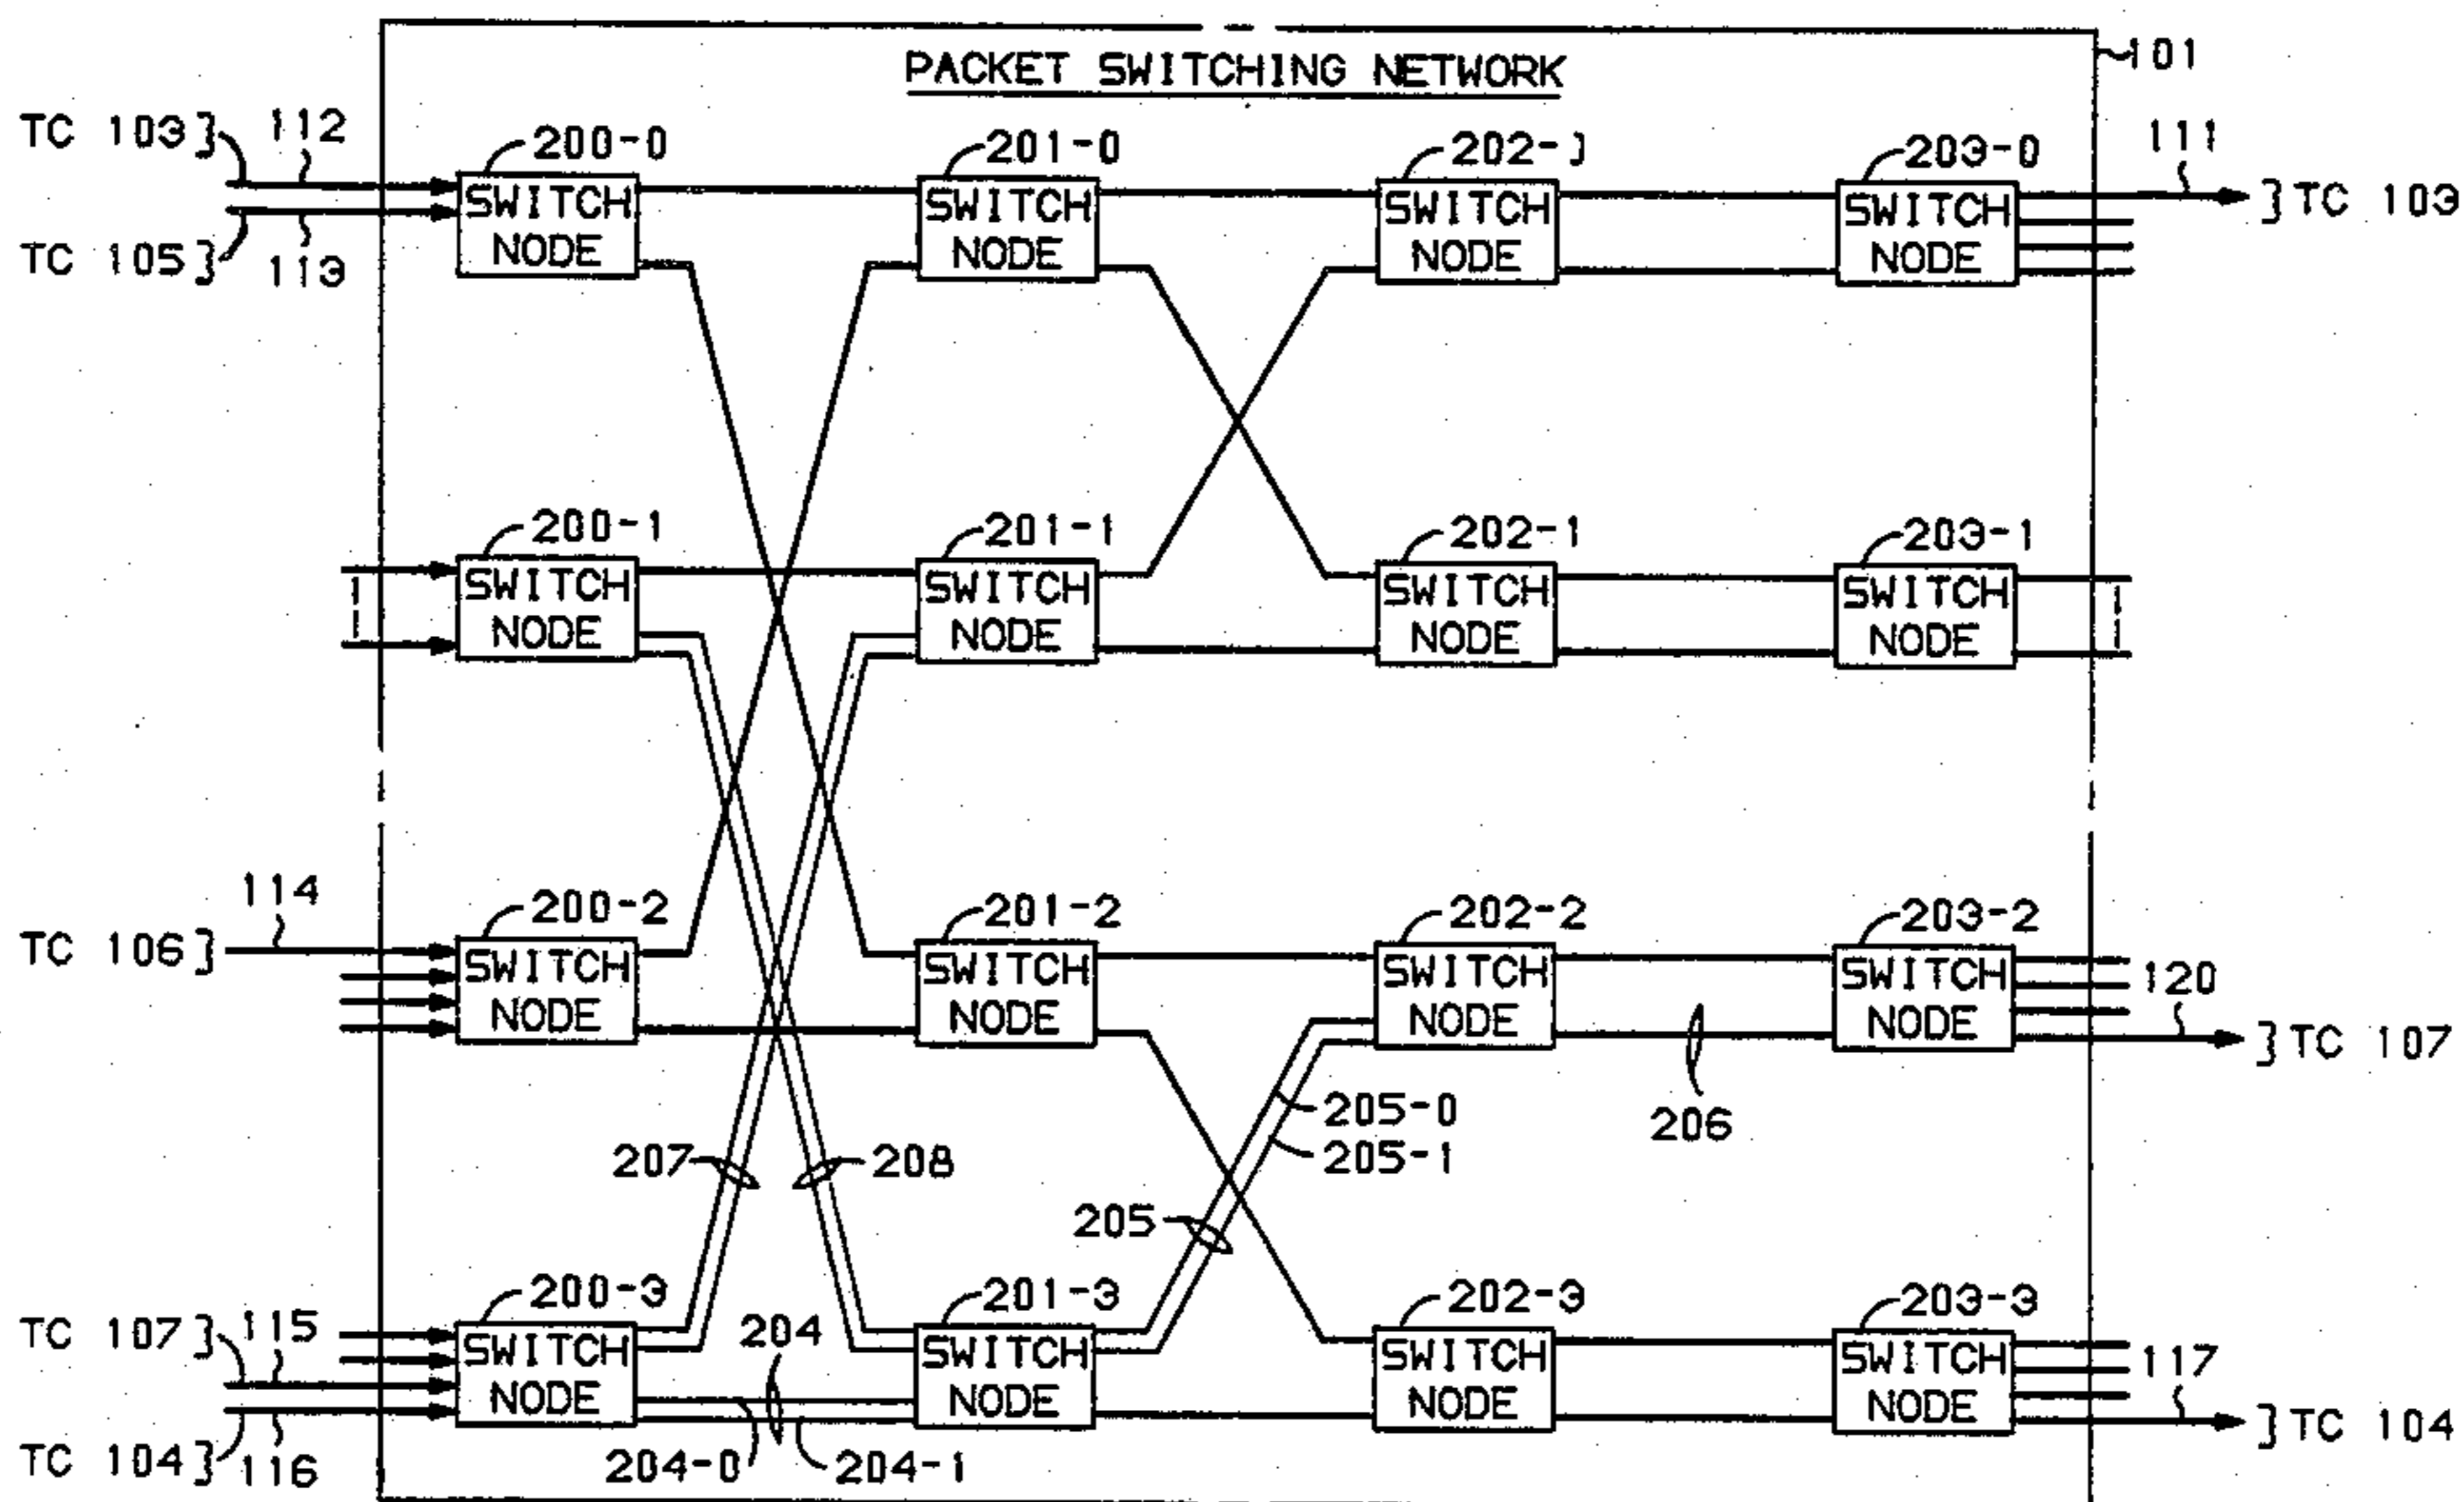 PACKET SWITCHING NETWORK
101
TC 103
112
TC 105
113
200-0
SWITCH
NODE
201-0
SWITCH
NODE
202-
SWITCH
NODE
203-0
SWITCH
NODE
111
TC 103
200-1
SWITCH
NODE
201-1
SWITCH
NODE
202-1
SWITCH
NODE
203-1
SWITCH
NODE
TC 106
114
200-2
SWITCH
NODE
201-2
SWITCH
NODE
202-2
SWITCH
NODE
203-2
SWITCH
NODE
120
TC 107
207
208
205-0
205-1
205
206
TC 107
115
TC 104
116
200-3
SWITCH
NODE
204
204-0
204-1
201-3
SWITCH
NODE
202-3
SWITCH
NODE
203-3
SWITCH
NODE
117
TC 104